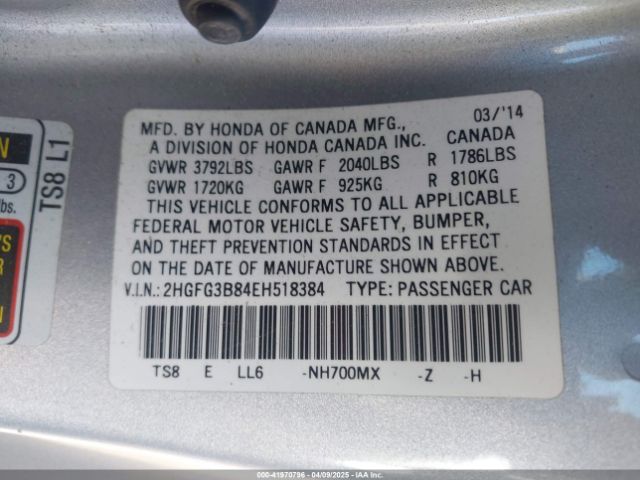 03/'14
MFD. BY HONDA OF CANADA MFG.,
A DIVISION OF HONDA CANADA INC. CANADA
GVWR 3792LBS GAWR F 2040LBS R 1786LBS
GVWR 1720KG GAWR F 925KG R 810KG
THIS VEHICLE CONFORMS TO ALL APPLICABLE
FEDERAL MOTOR VEHICLE SAFETY, BUMPER,
AND THEFT PREVENTION STANDARDS IN EFFECT
ON THE DATE OF MANUFACTURE SHOWN ABOVE.
V.I.N.: 2HGFG3B84EH518384 TYPE: PASSENGER CAR
TS8 E LL6 -NH700MX -Z -H
TS8 L1
N
3
lbs.
'S
R
N
000-41970796 - 04/09/2025 - IAA Inc.